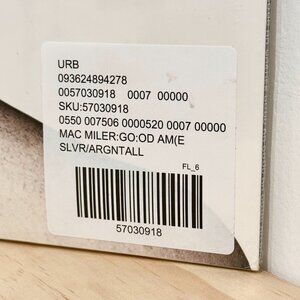 URB
093624894278
0057030918 0007 00000
SKU:57030918
0550 007506 0000520 0007 00000
MAC MILER:GO:OD AM(E
SLVR/ARGNTALL
FL_6
57030918